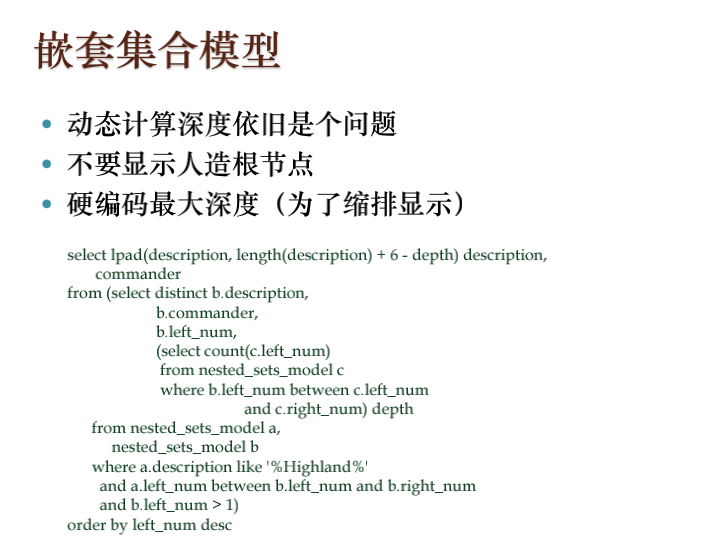 嵌套集合模型
• 动态计算深度依旧是个问题
• 不要显示人造根节点
• 硬编码最大深度（为了缩排显示）
select lpad(description, length(description) + 6 - depth) description,
commander
from (select distinct b.description,
b.commander,
b.left_num,
(select count(c.left_num)
from nested_sets_model c
where b.left_num between c.left_num
and c.right_num) depth
from nested_sets_model a,
nested_sets_model b
where a.description like '%Highland%'
and a.left_num between b.left_num and b.right_num
and b.left_num > 1)
order by left_num desc